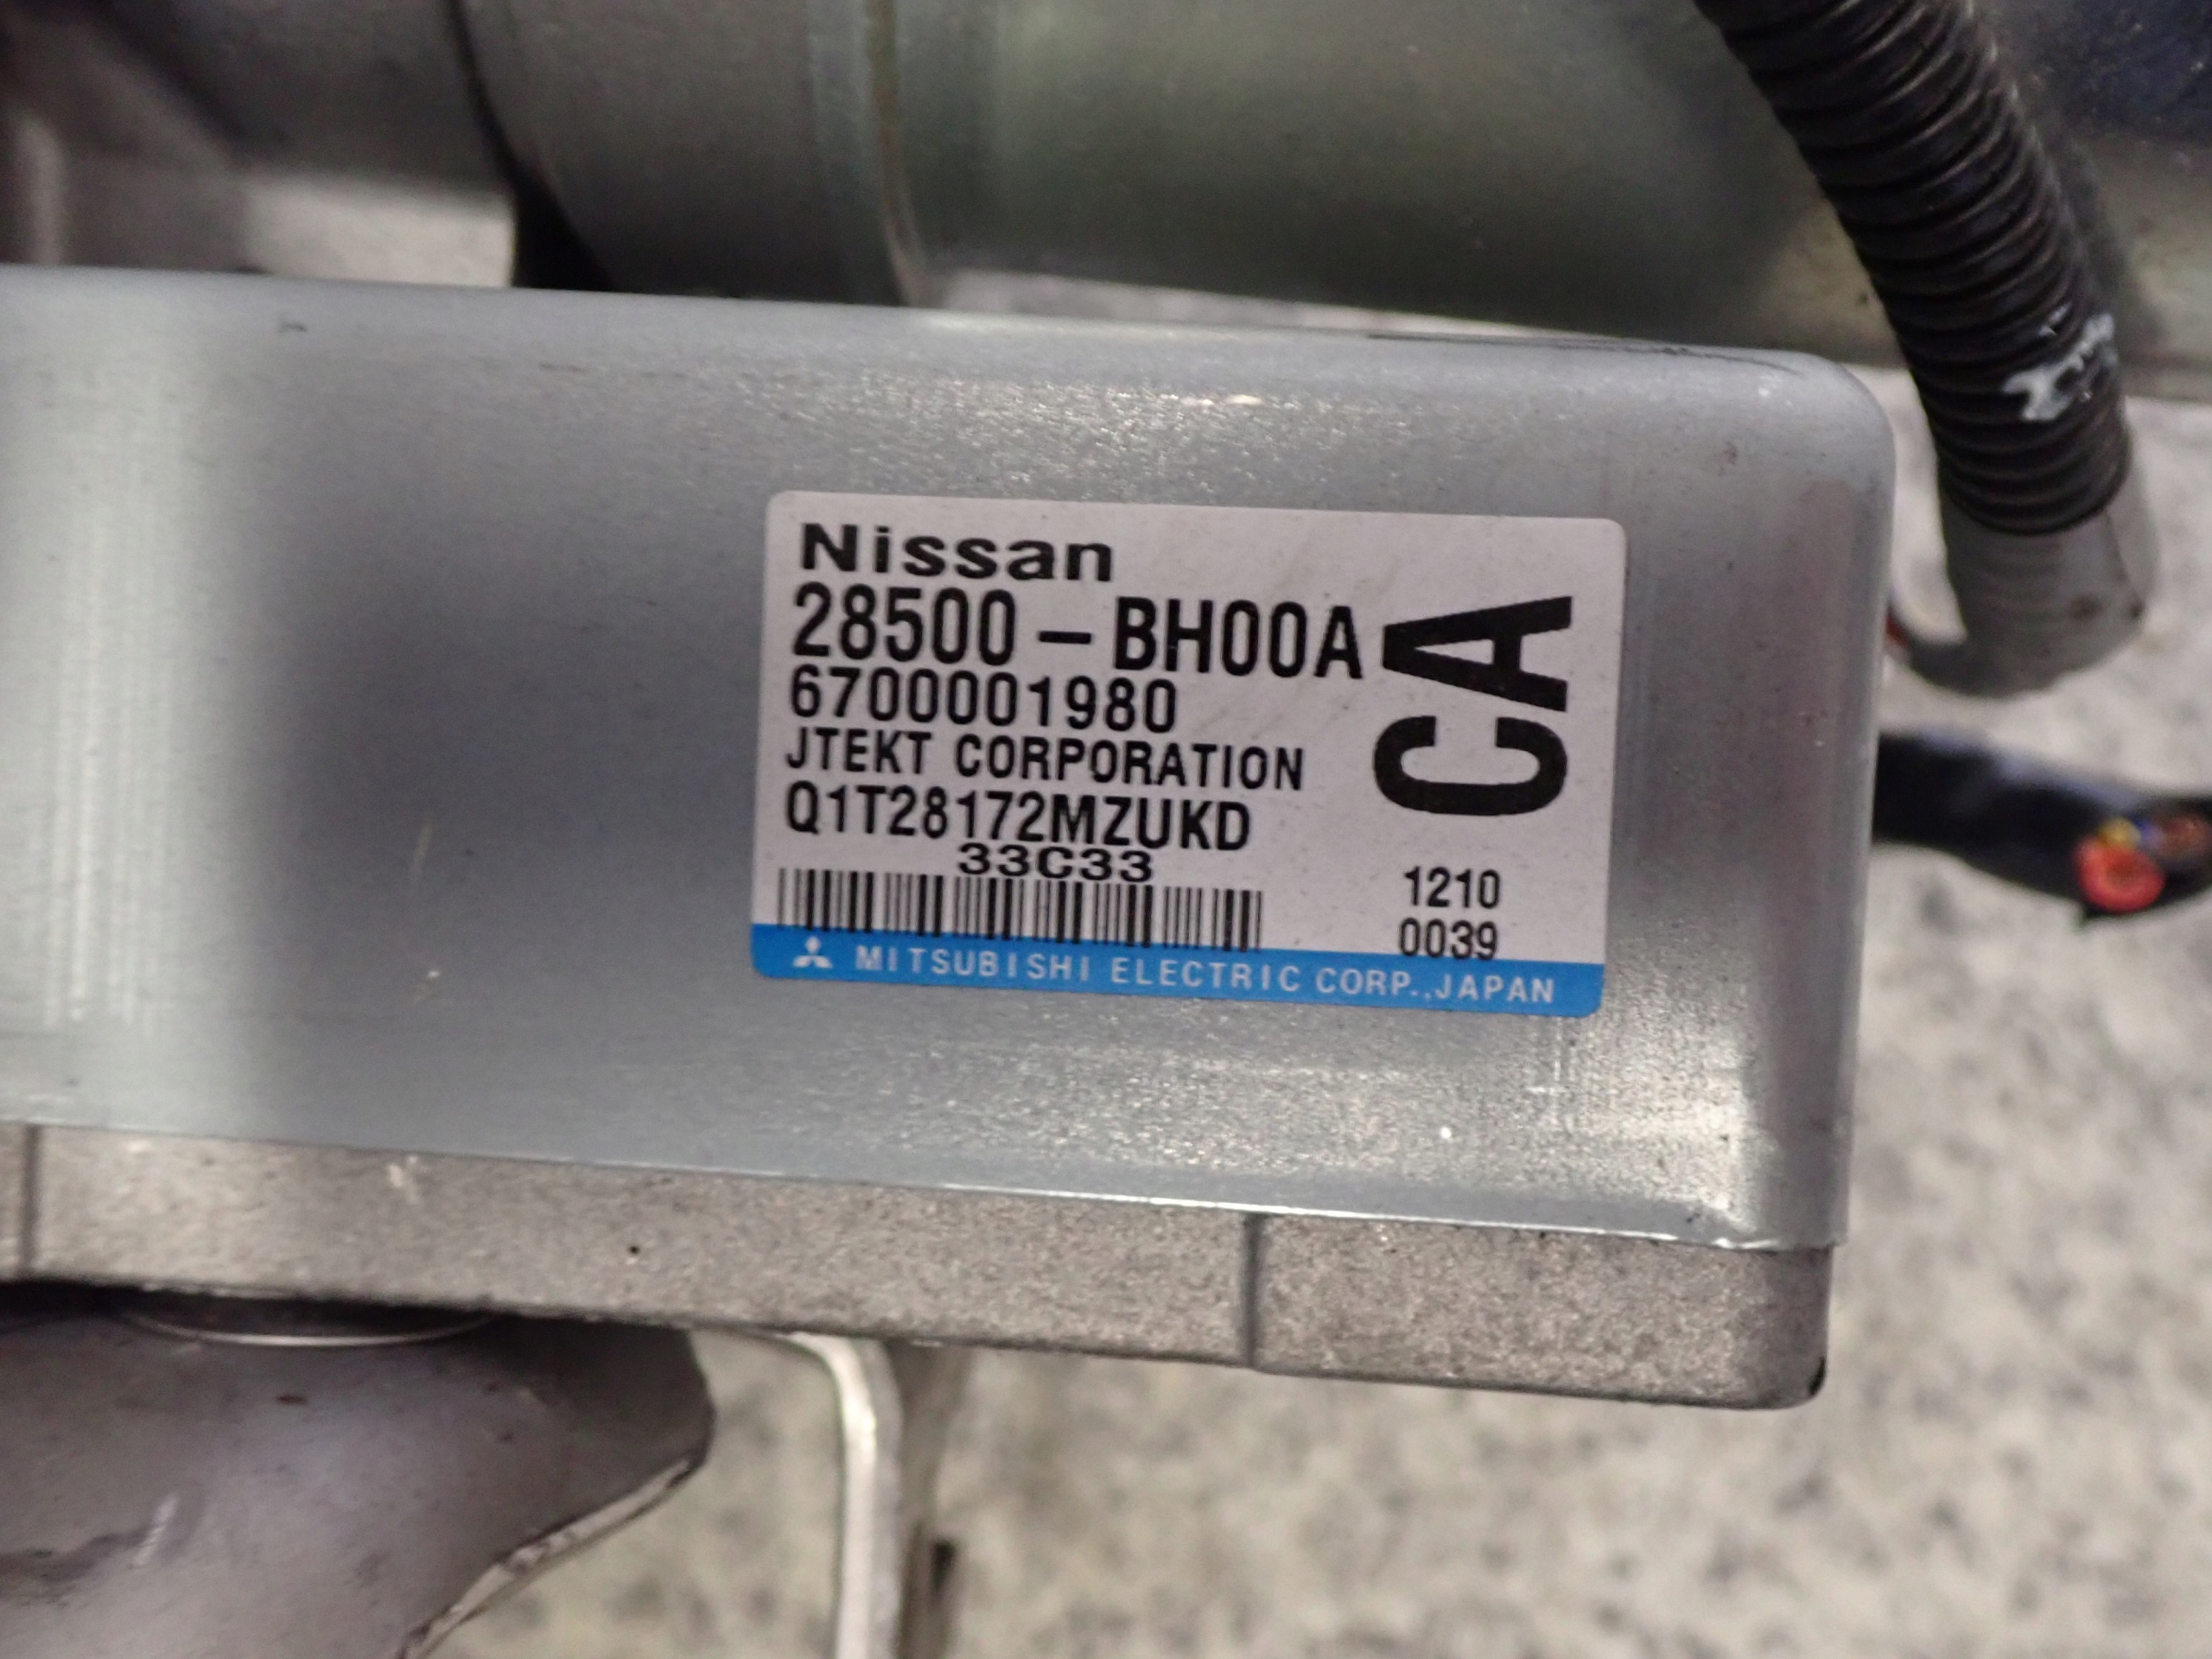 Nissan
28500-BH00A
6700001980
JTEKT CORPORATION
Q1T28172MZUKD
33C33
CA
1210
0039
MITSUBISHI ELECTRIC CORP.,JAPAN